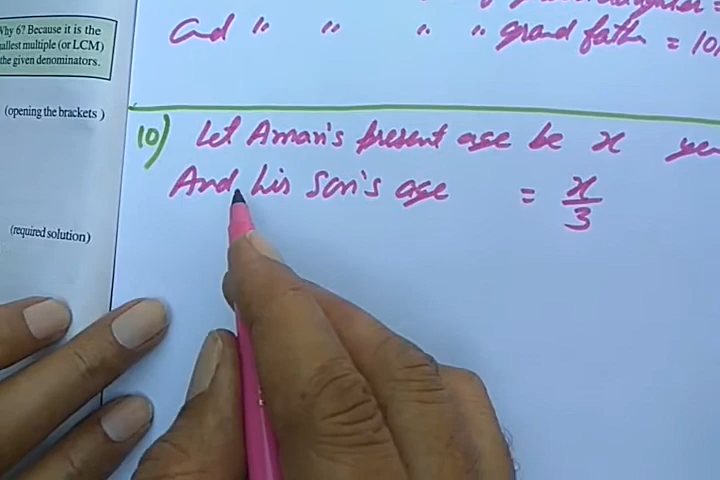 Why 6? Because it is the
smallest multiple (or LCM)
the given denominators.
(opening the brackets )
(required solution)
and " " " " grand father = 10
10) Let Aman's present age be x
And his Son's age = x/3